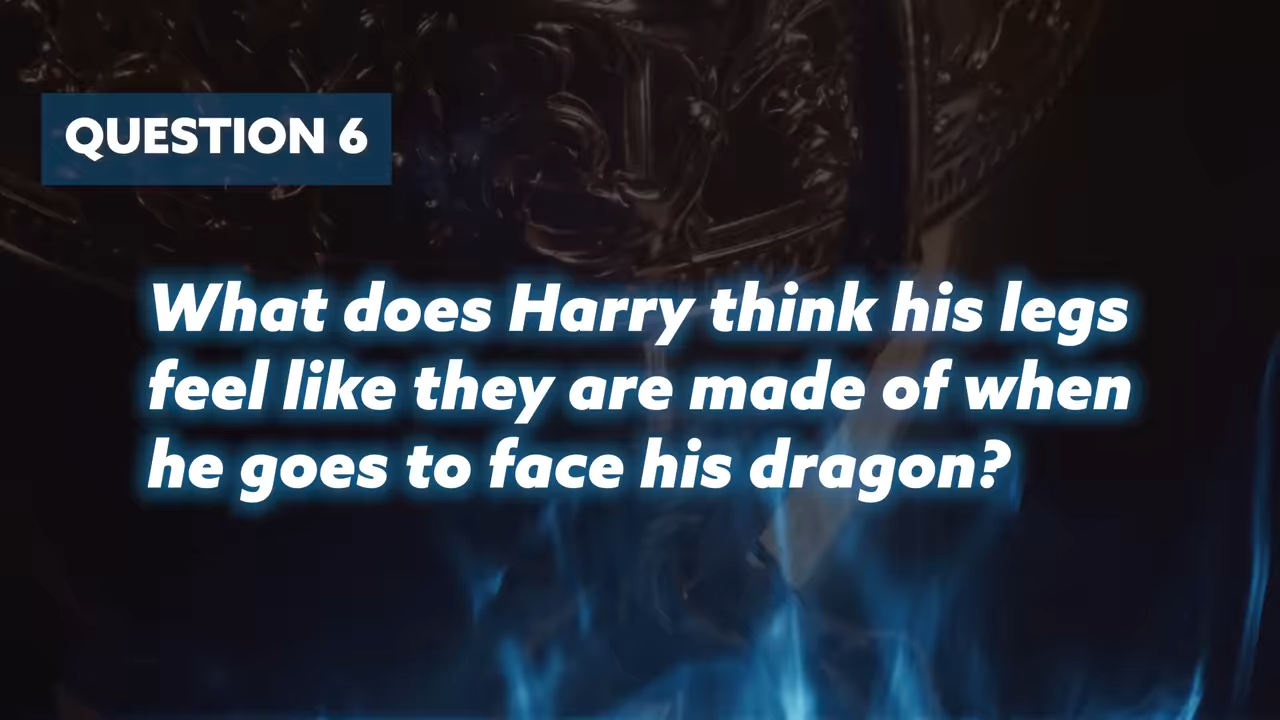 QUESTION 6
What does Harry think his legs
feel like they are made of when
he goes to face his dragon?